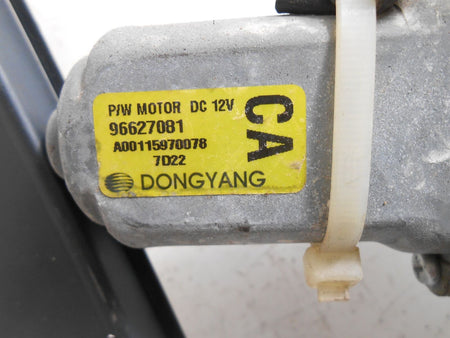 P/W MOTOR DC 12V
96627081
A00115970078
7D22
DONGYANG
CA